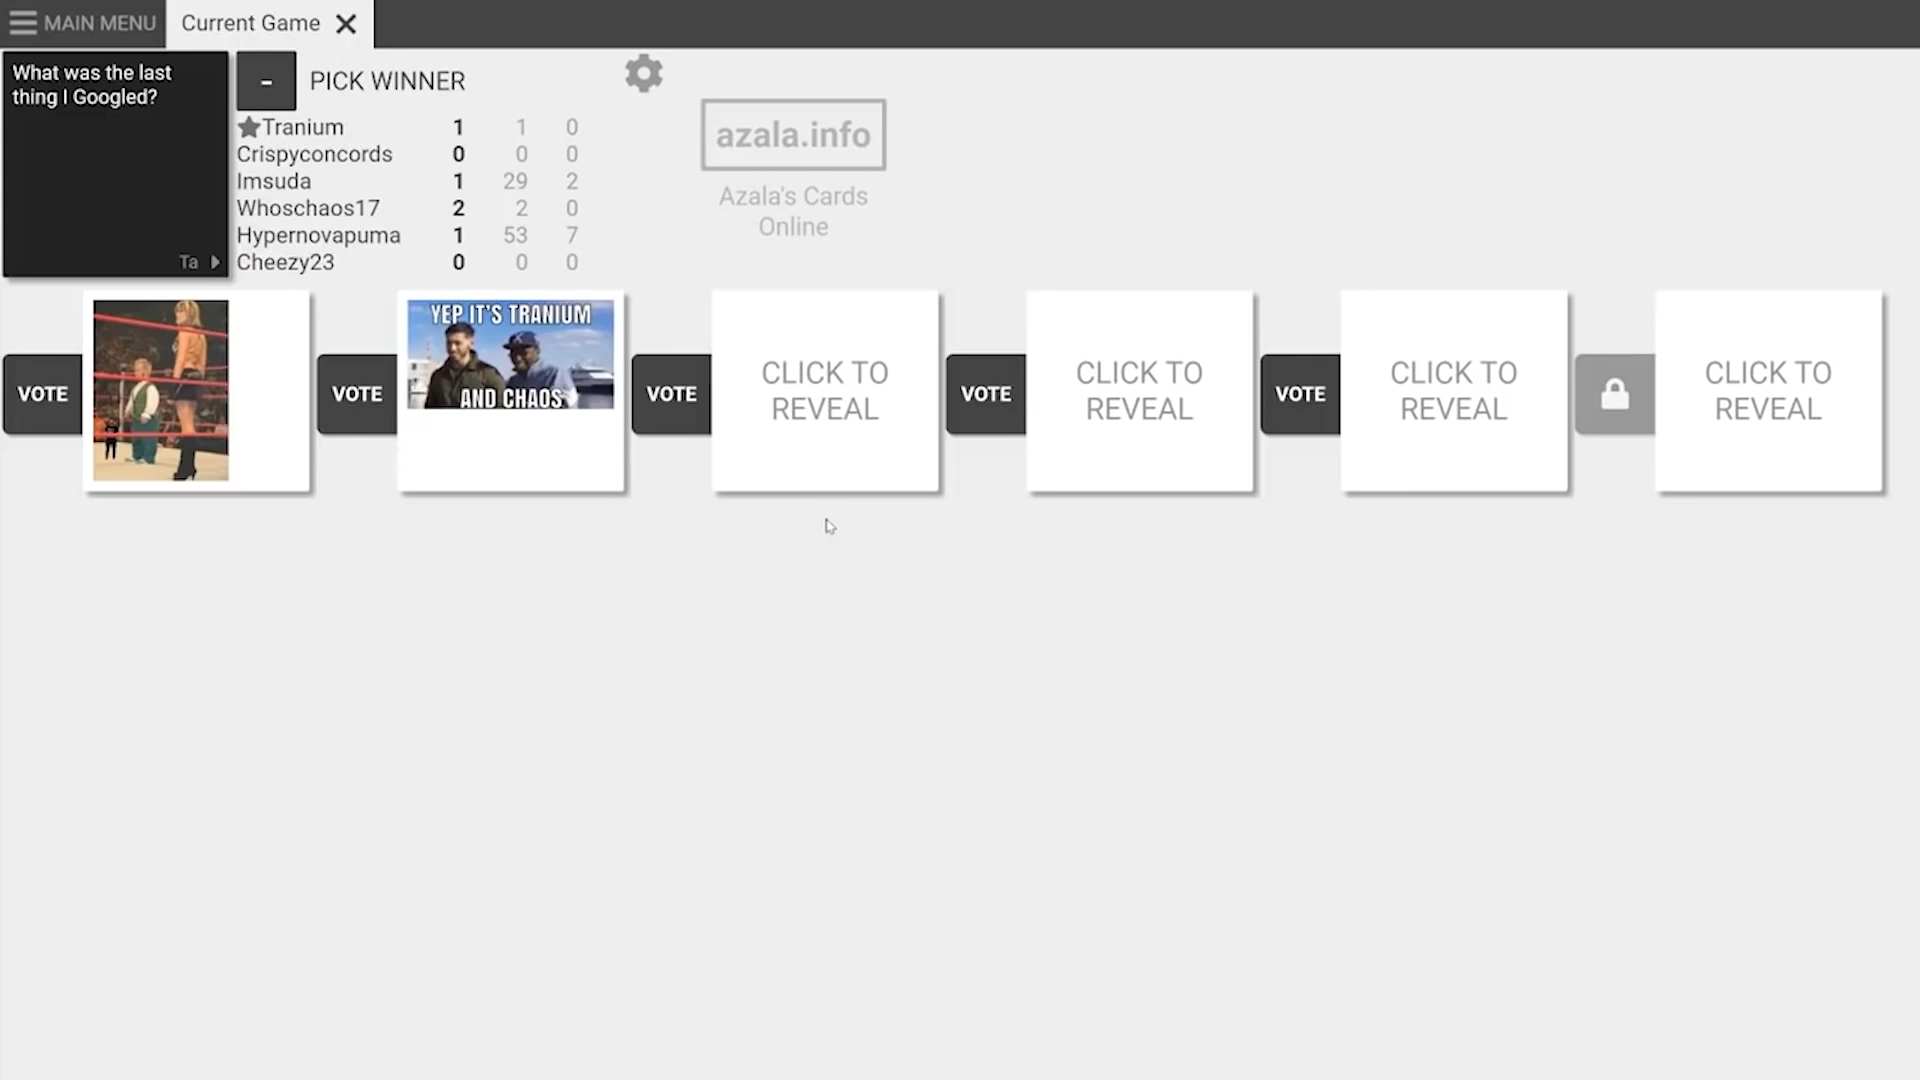 MAIN MENU
Current Game
What was the last
thing I Googled?
Ta
-
PICK WINNER
Tranium 1 1 0
Crispyconcords 0 0 0
Imsuda 1 29 2
Whoschaos17 2 2 0
Hypernovapuma 1 53 7
Cheezy23 0 0 0
azala.info
Azala's Cards
Online
VOTE
VOTE
YEP IT'S TRANIUM
AND CHAOS
VOTE
CLICK TO
REVEAL
VOTE
CLICK TO
REVEAL
VOTE
CLICK TO
REVEAL
CLICK TO
REVEAL